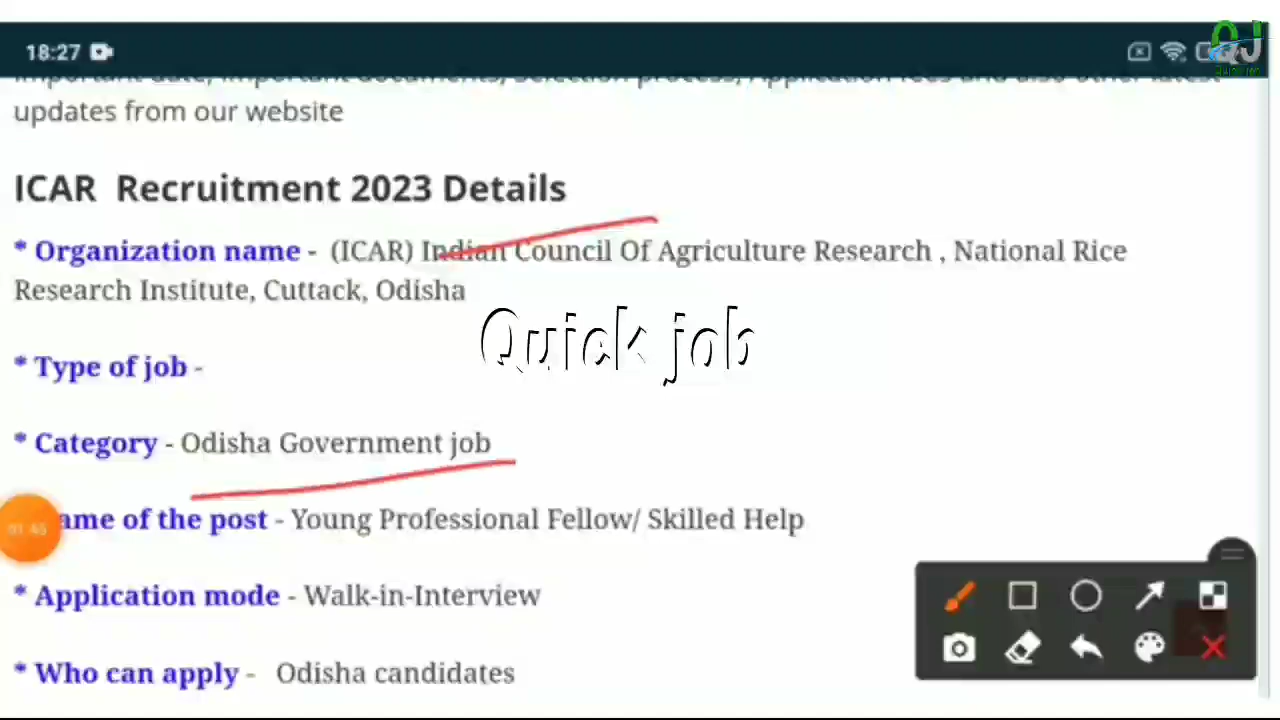 18:27
QJ
updates from our website
ICAR Recruitment 2023 Details
* Organization name - (ICAR) Indian Council Of Agriculture Research , National Rice
Research Institute, Cuttack, Odisha
Quick job
* Type of job -
* Category - Odisha Government job
ame of the post - Young Professional Fellow/ Skilled Help
* Application mode - Walk-in-Interview
* Who can apply - Odisha candidates